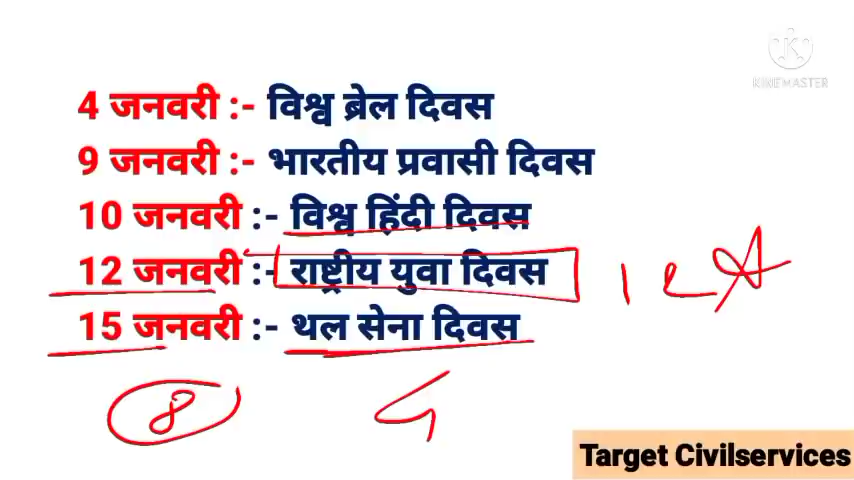 KINEMASTER
4 जनवरी :- विश्व ब्रेल दिवस
9 जनवरी :- भारतीय प्रवासी दिवस
10 जनवरी :- विश्व हिंदी दिवस
12 जनवरी :- राष्ट्रीय युवा दिवस
15 जनवरी :- थल सेना दिवस
8
Target Civilservices